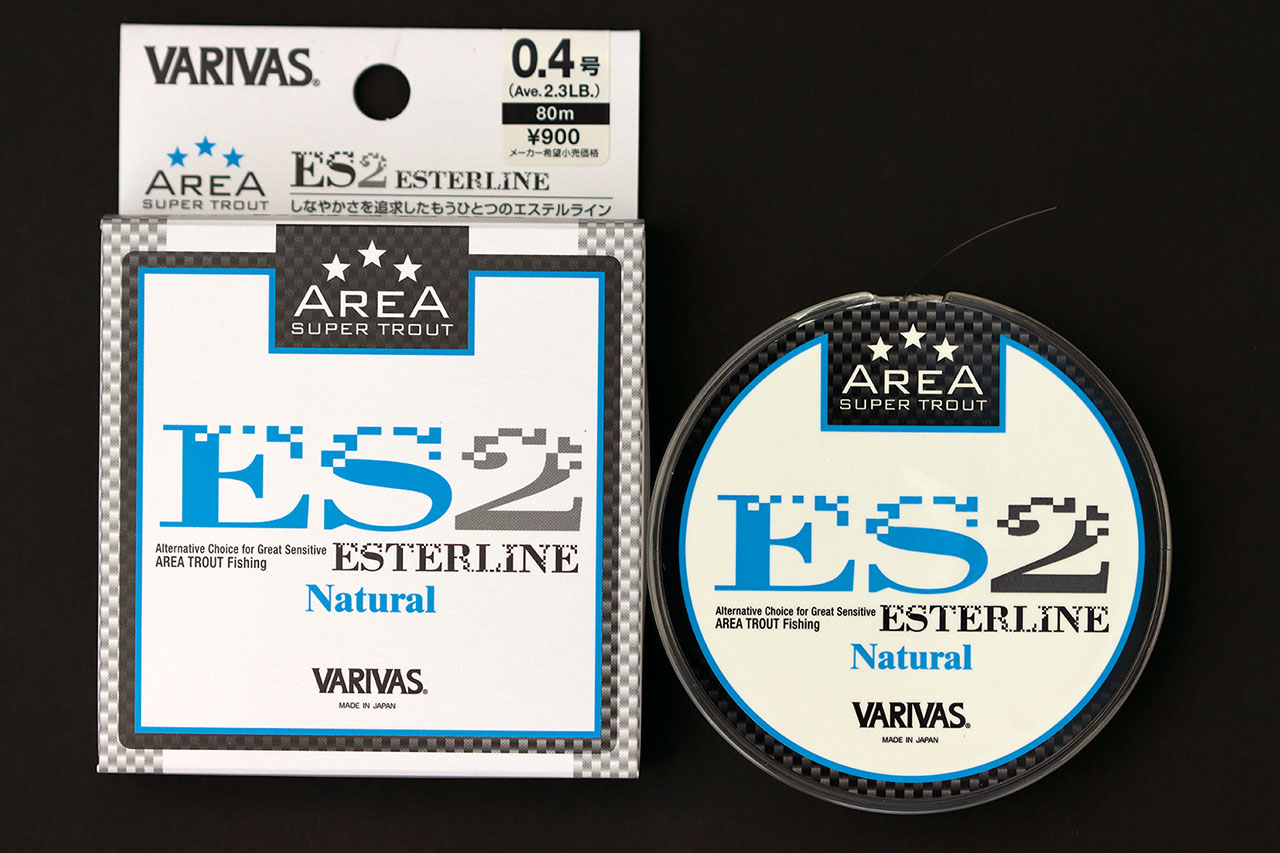 VARIVAS®
0.4号
(Ave. 2.3LB.)
80m
¥900
メーカー希望小売価格
AREA
SUPER TROUT
ES2 ESTERLINE
しなやかさを追求したもうひとつのエステルライン
AREA
SUPER TROUT
ES2
Alternative Choice for Great Sensitive
AREA TROUT Fishing
ESTERLINE
Natural
VARIVAS®
MADE IN JAPAN
AREA
SUPER TROUT
ES2
Alternative Choice for Great Sensitive
AREA TROUT Fishing
ESTERLINE
Natural
VARIVAS®
MADE IN JAPAN